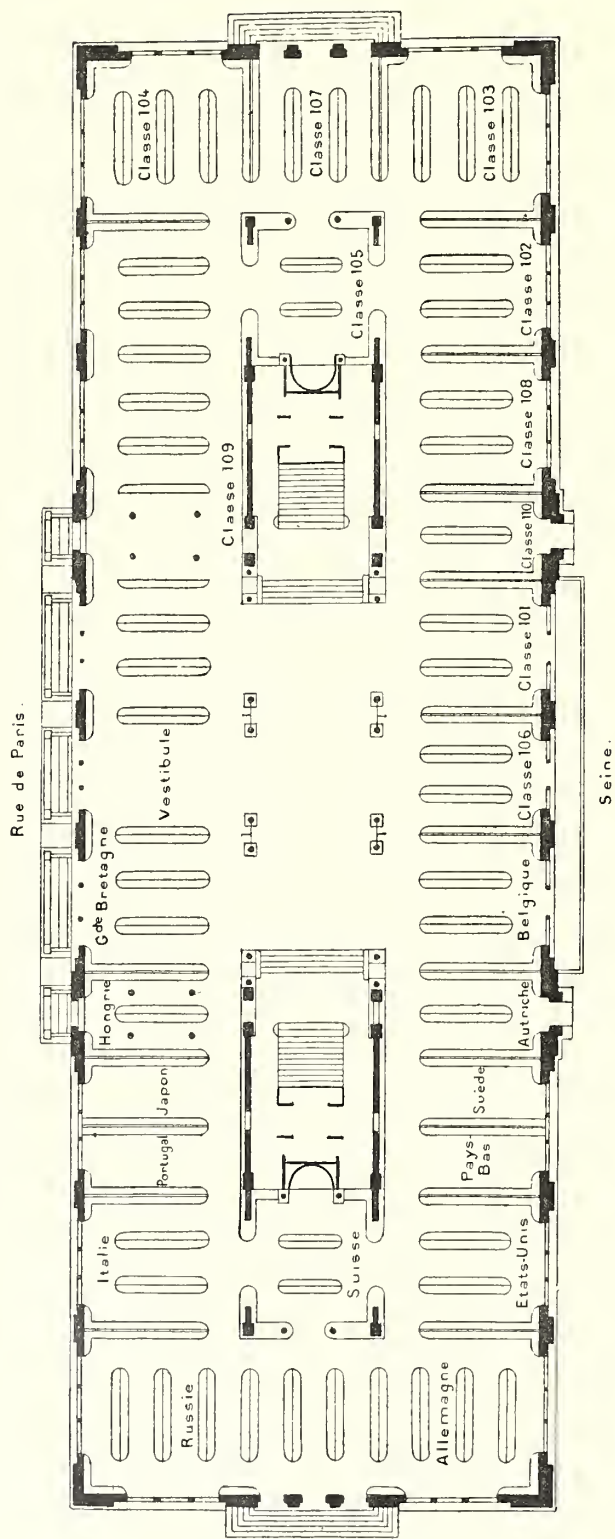 Rue de Paris.
Classe 104
Classe 107
Classe 103
Classe 105
Classe 102
Classe 109
Classe 108
Classe 110
Classe 101
Vestibule
Classe 106
Gde Bretagne
Belgique
Hongrie
Autriche
Japon
Suède
Portugal
Pays-
Bas
Italie
Suisse
Etats-Unis
Russie
Allemagne
Seine.